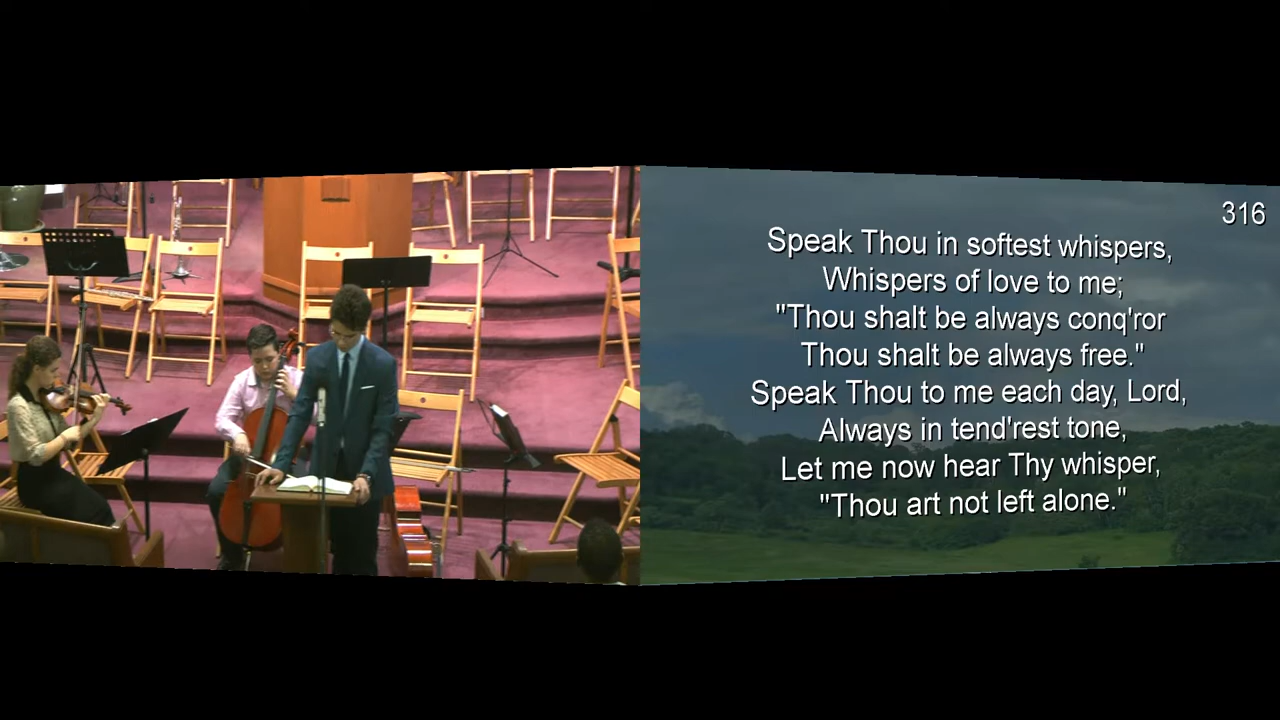 316
Speak Thou in softest whispers,
Whispers of love to me;
"Thou shalt be always conq'ror
Thou shalt be always free."
Speak Thou to me each day, Lord,
Always in tend'rest tone,
Let me now hear Thy whisper,
"Thou art not left alone."